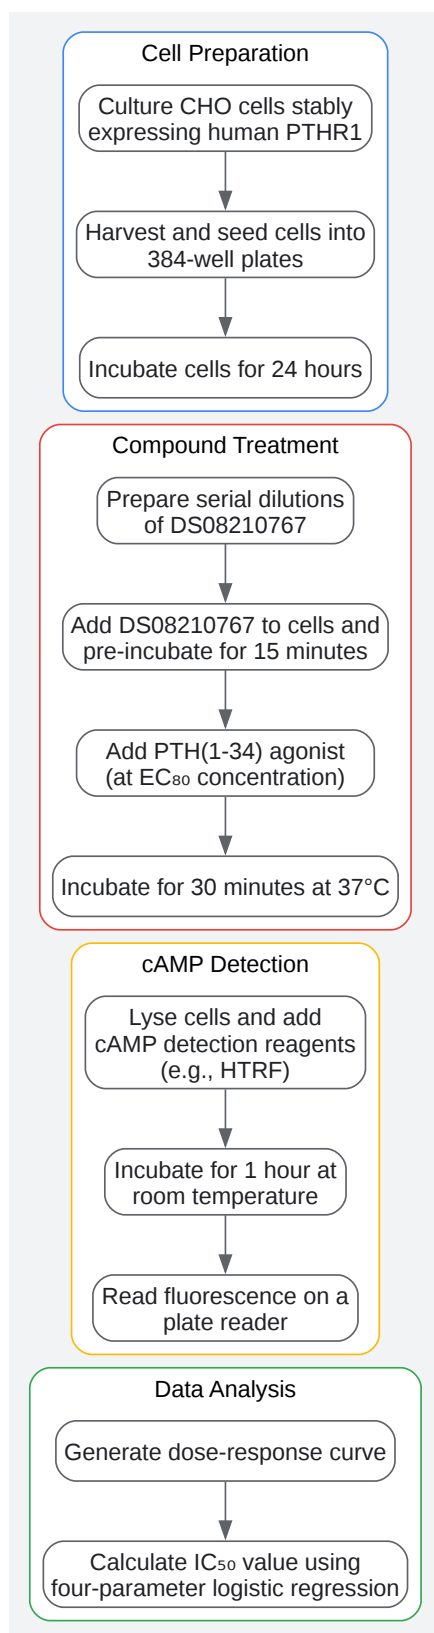 Cell Preparation
Culture CHO cells stably
expressing human PTHR1
Harvest and seed cells into
384-well plates
Incubate cells for 24 hours
Compound Treatment
Prepare serial dilutions
of DS08210767
Add DS08210767 to cells and
pre-incubate for 15 minutes
Add PTH(1-34) agonist
(at EC₈₀ concentration)
Incubate for 30 minutes at 37°C
cAMP Detection
Lyse cells and add
cAMP detection reagents
(e.g., HTRF)
Incubate for 1 hour at
room temperature
Read fluorescence on a
plate reader
Data Analysis
Generate dose-response curve
Calculate IC₅₀ value using
four-parameter logistic regression